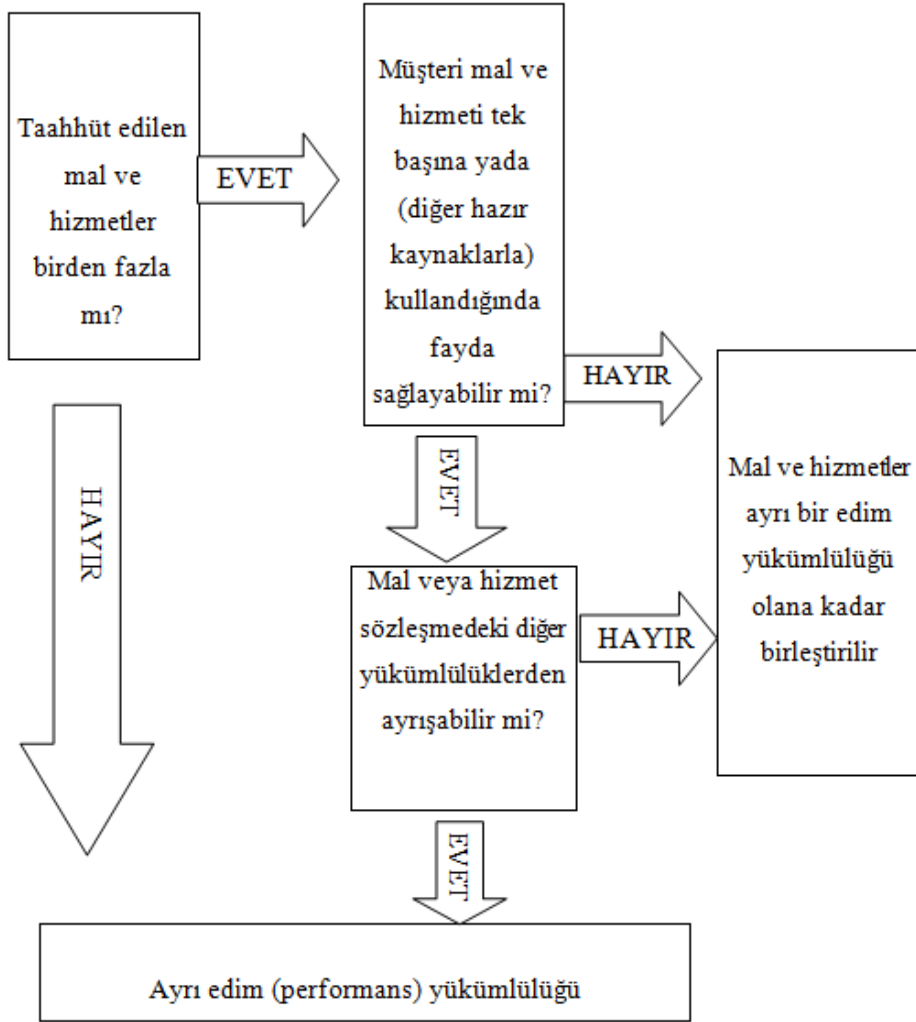 Taahhüt edilen
mal ve
hizmetler
birden fazla
mı?
EVET
Müşteri mal ve
hizmeti tek
başına yada
(diğer hazır
kaynaklarla)
kullandığında
fayda
sağlayabilir mi?
HAYIR
HAYIR
EVET
Mal veya hizmet
sözleşmedeki diğer
yükümlülüklerden
ayrışabilir mi?
HAYIR
Mal ve hizmetler
ayrı bir edim
yükümlülüğü
olana kadar
birleştirilir
EVET
Ayrı edim (performans) yükümlülüğü